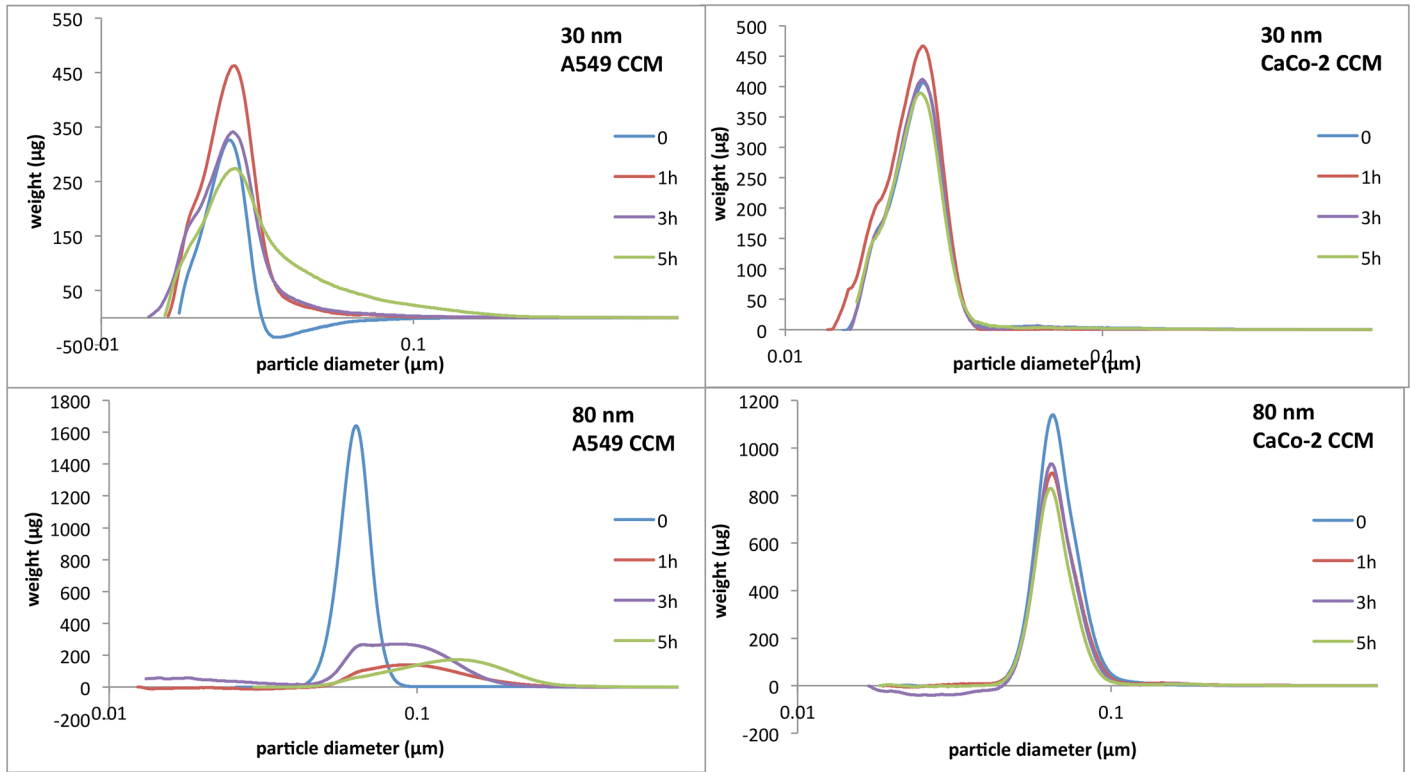 550
450
350
250
150
50
-50
0.01
0.1
weight (µg)
particle diameter (µm)
30 nm
A549 CCM
0
1h
3h
5h
500
450
400
350
300
250
200
150
100
50
0
0.01
0.1
weight (µg)
particle diameter (µm)
30 nm
CaCo-2 CCM
0
1h
3h
5h
1800
1600
1400
1200
1000
800
600
400
200
0
-200
0.01
0.1
weight (µg)
particle diameter (µm)
80 nm
A549 CCM
0
1h
3h
5h
1200
1000
800
600
400
200
0
-200
0.01
0.1
weight (µg)
particle diameter (µm)
80 nm
CaCo-2 CCM
0
1h
3h
5h